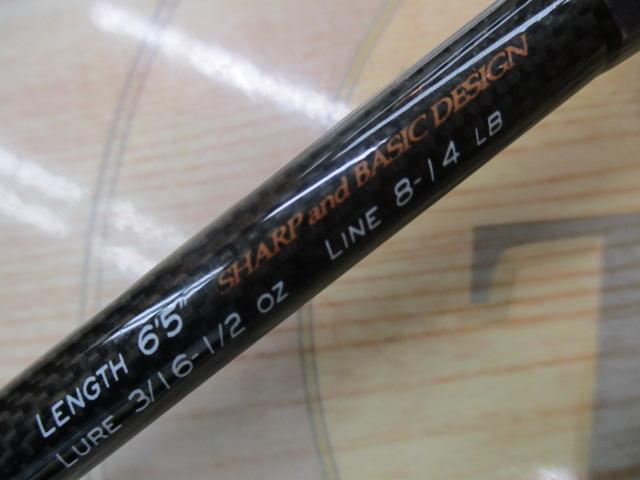 SHARP and BASIC DESIGN
LENGTH 6'5" LINE 8-14 LB
LURE 3/16-1/2 OZ